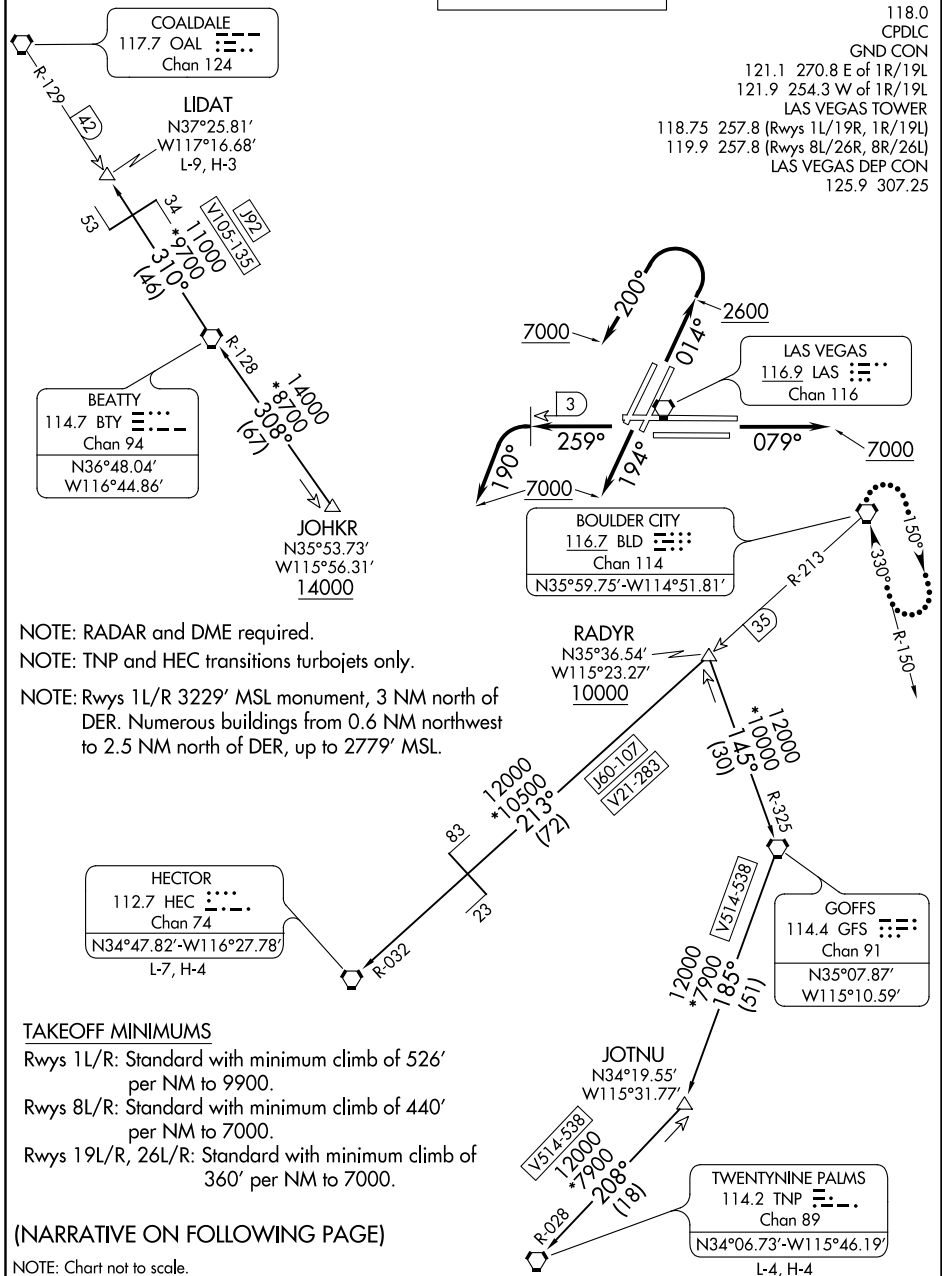 118.0
CPDLC
GND CON
121.1 270.8 E of 1R/19L
121.9 254.3 W of 1R/19L
LAS VEGAS TOWER
118.75 257.8 (Rwys 1L/19R, 1R/19L)
119.9 257.8 (Rwys 8L/26R, 8R/26L)
LAS VEGAS DEP CON
125.9 307.25
COALDALE
117.7 OAL
Chan 124
R-129
42
LIDAT
N37°25.81′
W117°16.68′
L-9, H-3
53
34
J92
V105-135
11000
*9700
310°
(46)
R-128
BEATTY
114.7 BTY
Chan 94
N36°48.04′
W116°44.86′
14000
*8700
308°
(67)
JOHKR
N35°53.73′
W115°56.31′
14000
200°
7000
2600
014°
LAS VEGAS
116.9 LAS
Chan 116
3
259°
190°
194°
079°
7000
7000
BOULDER CITY
116.7 BLD
Chan 114
N35°59.75′-W114°51.81′
150°
330°
R-150
R-213
35
NOTE: RADAR and DME required.
NOTE: TNP and HEC transitions turbojets only.
NOTE: Rwys 1L/R 3229′ MSL monument, 3 NM north of
DER. Numerous buildings from 0.6 NM northwest
to 2.5 NM north of DER, up to 2779′ MSL.
RADYR
N35°36.54′
W115°23.27′
10000
12000
*10000
145°
(30)
R-325
J60-107
V21-283
12000
*10500
213°
(72)
83
23
R-032
HECTOR
112.7 HEC
Chan 74
N34°47.82′-W116°27.78′
L-7, H-4
GOFFS
114.4 GFS
Chan 91
N35°07.87′
W115°10.59′
V514-538
12000
*7900
185°
(51)
JOTNU
N34°19.55′
W115°31.77′
V514-538
12000
*7900
208°
(18)
R-028
TWENTYNINE PALMS
114.2 TNP
Chan 89
N34°06.73′-W115°46.19′
L-4, H-4
TAKEOFF MINIMUMS
Rwys 1L/R: Standard with minimum climb of 526′
per NM to 9900.
Rwys 8L/R: Standard with minimum climb of 440′
per NM to 7000.
Rwys 19L/R, 26L/R: Standard with minimum climb of
360′ per NM to 7000.
(NARRATIVE ON FOLLOWING PAGE)
NOTE: Chart not to scale.